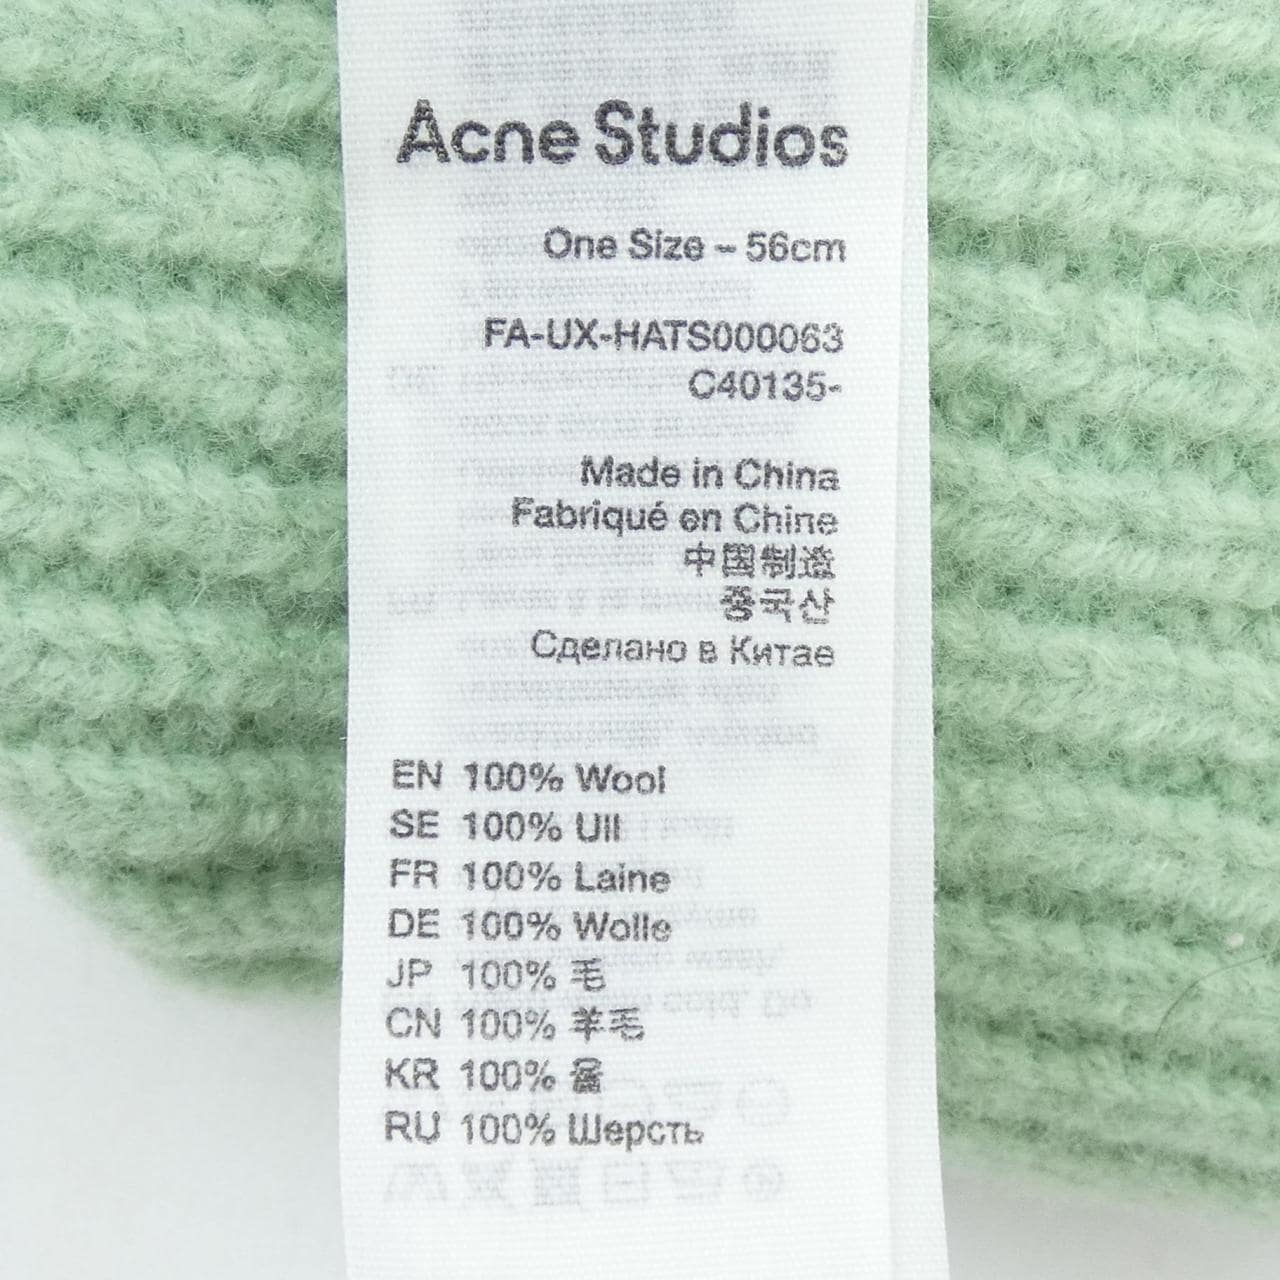 Acne Studios
One Size – 56cm
FA-UX-HATS000063
C40135-
Made in China
Fabriqué en Chine
中国制造
중국산
Сделано в Китае
EN 100% Wool
SE 100% Ull
FR 100% Laine
DE 100% Wolle
JP 100% 毛
CN 100% 羊毛
KR 100% 울
RU 100% Шерсть